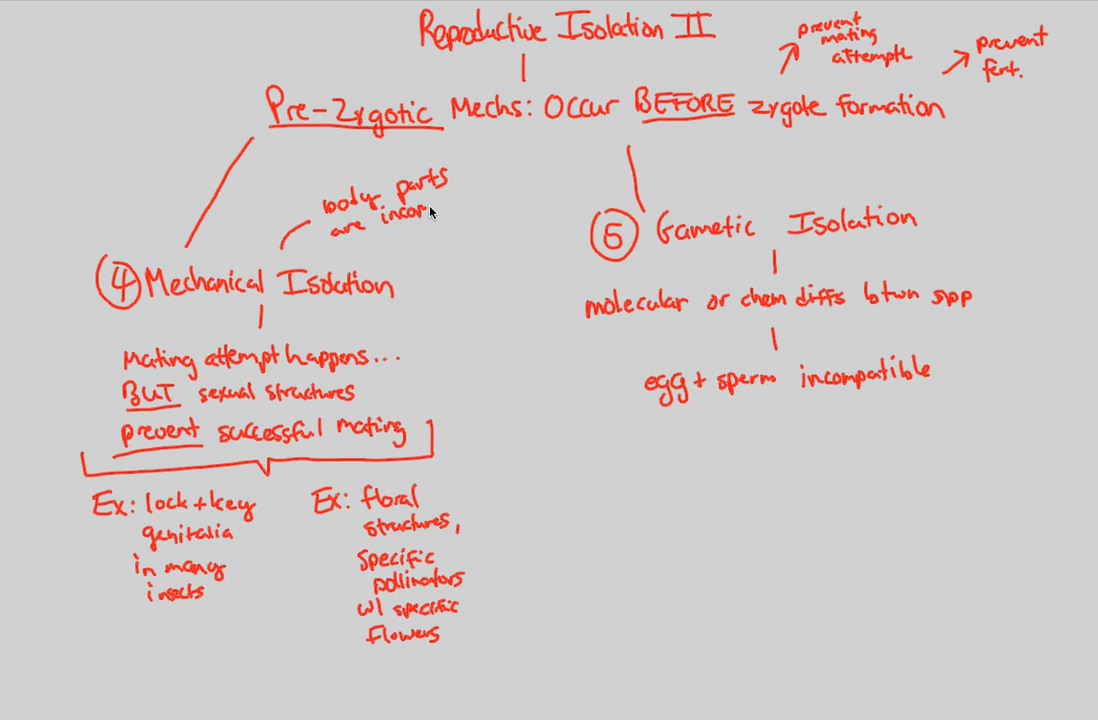 Reproductive Isolation II
prevent
mating
attempts
prevent
fert.
Pre-Zygotic Mechs: Occur BEFORE zygote formation
body parts
are incom
④ Mechanical Isolation
Mating attempt happens...
BUT sexual structures
prevent successful mating
Ex: lock + key
genitalia
in many
insects
Ex: floral
structures,
specific
pollinators
w/ specific
flowers
⑤ Gametic Isolation
molecular or chem diffs btwn spp
egg + sperm incompatible